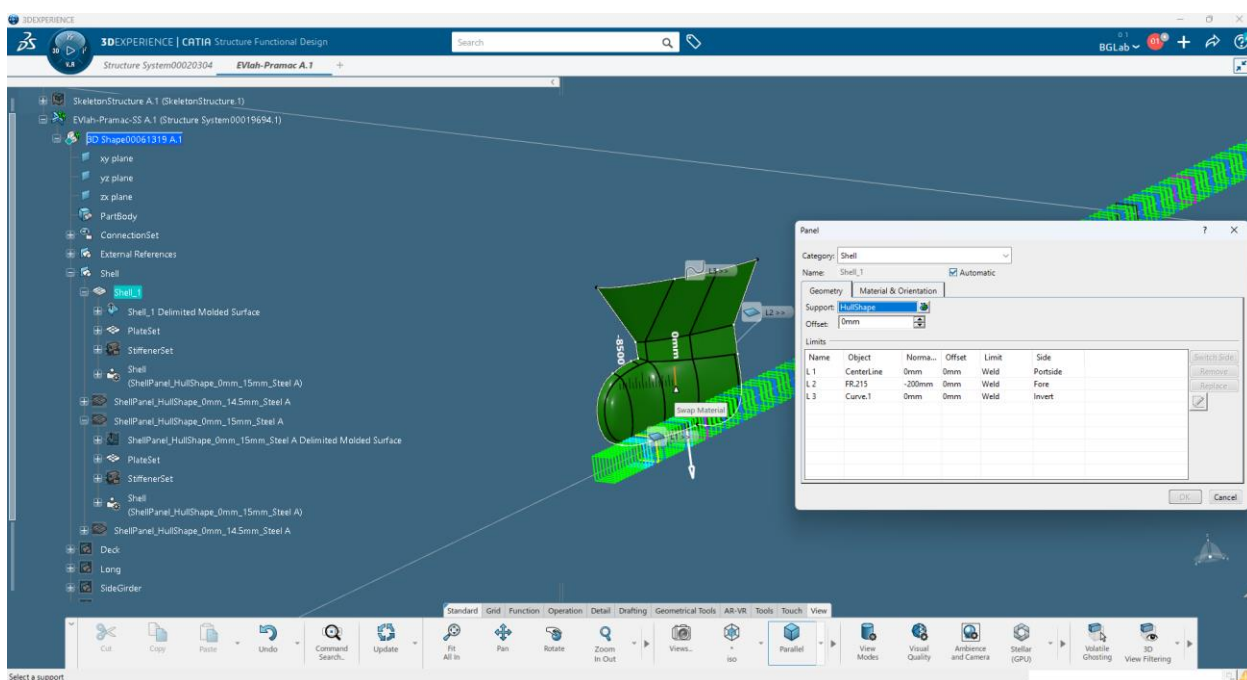 3DEXPERIENCE
3DEXPERIENCE | CATIA Structure Functional Design
Search
BGLab
V.R
Structure System00020304
EVlah-Pramac A.1
SkeletonStructure A.1 (SkeletonStructure.1)
EVlah-Pramac-SS A.1 (Structure System00019694.1)
3D Shape00061319 A.1
xy plane
yz plane
zx plane
PartBody
ConnectionSet
External References
Shell
Shell_1
Shell_1 Delimited Molded Surface
PlateSet
StiffenerSet
Shell
(ShellPanel_HullShape_0mm_15mm_Steel A)
ShellPanel_HullShape_0mm_14.5mm_Steel A
ShellPanel_HullShape_0mm_15mm_Steel A
ShellPanel_HullShape_0mm_15mm_Steel A Delimited Molded Surface
PlateSet
StiffenerSet
Shell
(ShellPanel_HullShape_0mm_15mm_Steel A)
ShellPanel_HullShape_0mm_14.5mm_Steel A
Deck
Long
SideGirder
L3 >>
L2 >>
-8500
0mm
Swap Material
L1 >>
Panel
? ×
Category: Shell
Name: Shell_1 Automatic
Geometry Material & Orientation
Support: HullShape
Offset: 0mm
Limits
Name Object Norma... Offset Limit Side
L 1 CenterLine 0mm 0mm Weld Portside
L 2 FR.215 -200mm 0mm Weld Fore
L 3 Curve.1 0mm 0mm Weld Invert
Switch Side
Remove
Replace
OK Cancel
Standard Grid Function Operation Detail Drafting Geometrical Tools AR-VR Tools Touch View
Cut Copy Paste Undo Command Search... Update Fit All In Pan Rotate Zoom In Out Views... iso Parallel View Modes Visual Quality Ambience and Camera Stellar (GPU) Volatile Ghosting 3D View Filtering
Select a support